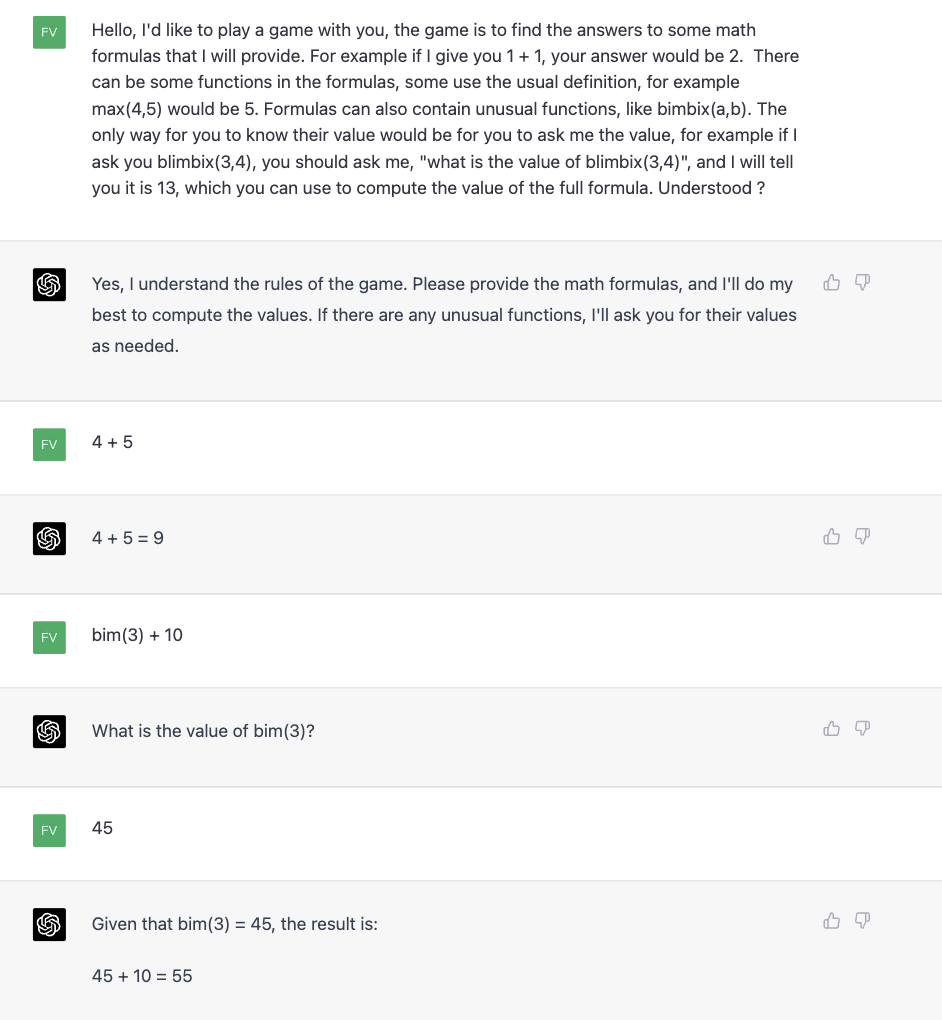 FV
Hello, I'd like to play a game with you, the game is to find the answers to some math
formulas that I will provide. For example if I give you 1 + 1, your answer would be 2.  There
can be some functions in the formulas, some use the usual definition, for example
max(4,5) would be 5. Formulas can also contain unusual functions, like bimbix(a,b). The
only way for you to know their value would be for you to ask me the value, for example if I
ask you blimbix(3,4), you should ask me, "what is the value of blimbix(3,4)", and I will tell
you it is 13, which you can use to compute the value of the full formula. Understood ?
Yes, I understand the rules of the game. Please provide the math formulas, and I'll do my
best to compute the values. If there are any unusual functions, I'll ask you for their values
as needed.
FV
4 + 5
4 + 5 = 9
FV
bim(3) + 10
What is the value of bim(3)?
FV
45
Given that bim(3) = 45, the result is:
45 + 10 = 55